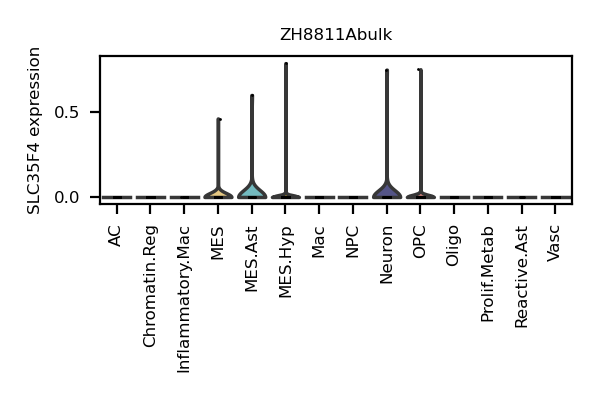 ZH8811Abulk
SLC35F4 expression
0.5
0.0
AC
Chromatin.Reg
Inflammatory.Mac
MES
MES.Ast
MES.Hyp
Mac
NPC
Neuron
OPC
Oligo
Prolif.Metab
Reactive.Ast
Vasc